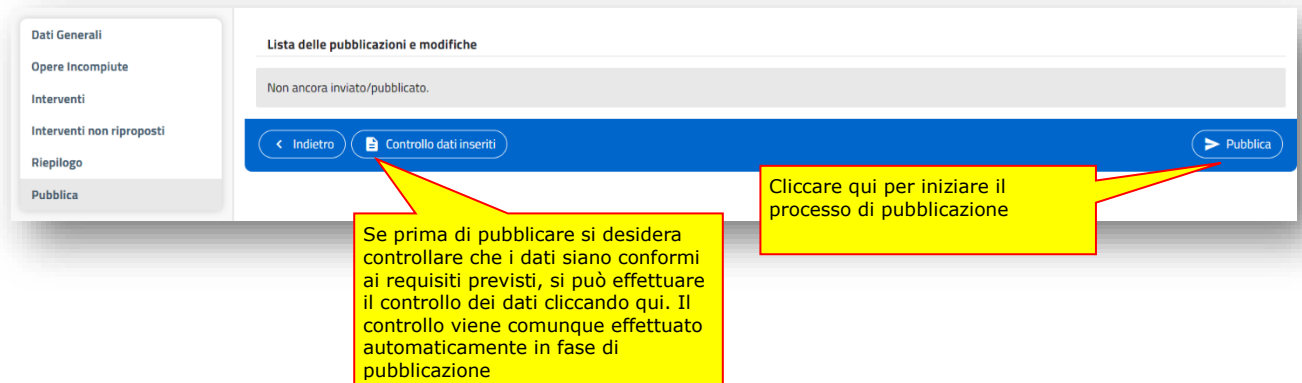 Dati Generali
Opere Incompiute
Interventi
Interventi non riproposti
Riepilogo
Pubblica
Lista delle pubblicazioni e modifiche
Non ancora inviato/pubblicato.
Indietro
Controllo dati inseriti
Pubblica
Se prima di pubblicare si desidera
controllare che i dati siano conformi
ai requisiti previsti, si può effettuare
il controllo dei dati cliccando qui. Il
controllo viene comunque effettuato
automaticamente in fase di
pubblicazione
Cliccare qui per iniziare il
processo di pubblicazione